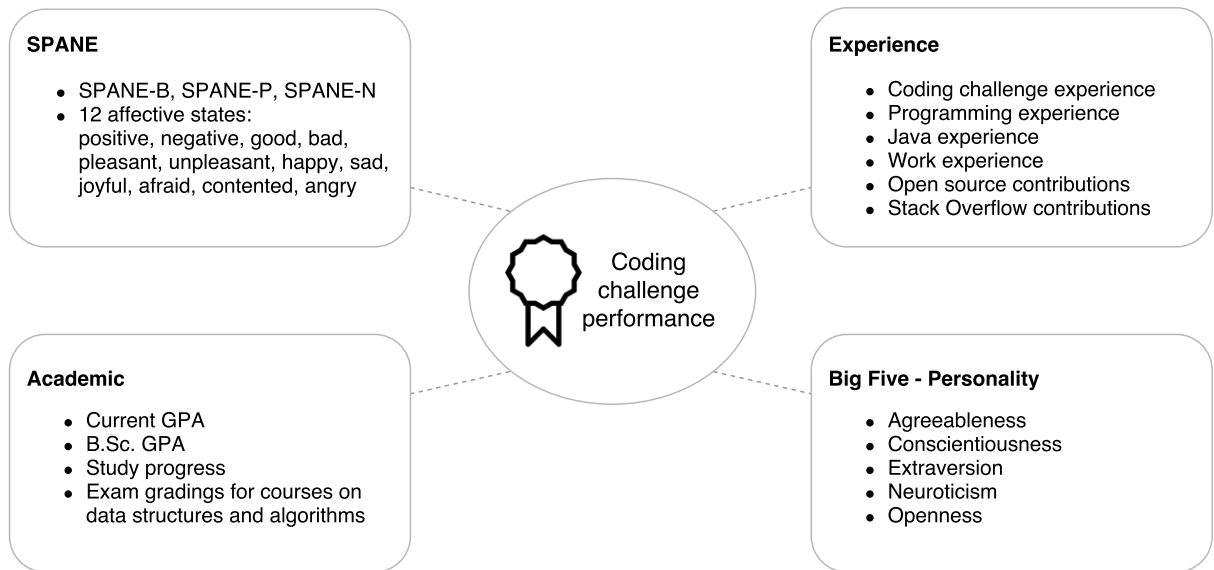 SPANE
SPANE-B, SPANE-P, SPANE-N
12 affective states:
positive, negative, good, bad,
pleasant, unpleasant, happy, sad,
joyful, afraid, contented, angry
Experience
Coding challenge experience
Programming experience
Java experience
Work experience
Open source contributions
Stack Overflow contributions
Coding
challenge
performance
Academic
Current GPA
B.Sc. GPA
Study progress
Exam gradings for courses on
data structures and algorithms
Big Five - Personality
Agreeableness
Conscientiousness
Extraversion
Neuroticism
Openness